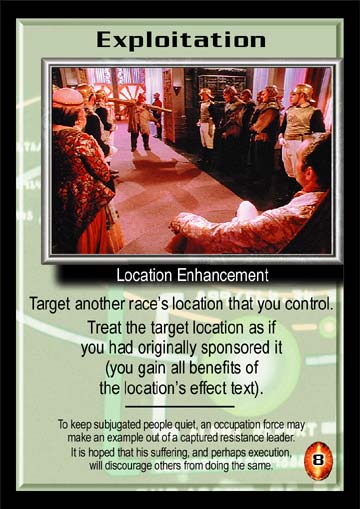 Exploitation
Location Enhancement
Target another race's location that you control.
Treat the target location as if
you had originally sponsored it
(you gain all benefits of
the location's effect text).
To keep subjugated people quiet, an occupation force may
make an example out of a captured resistance leader.
It is hoped that his suffering, and perhaps execution,
will discourage others from doing the same.
8